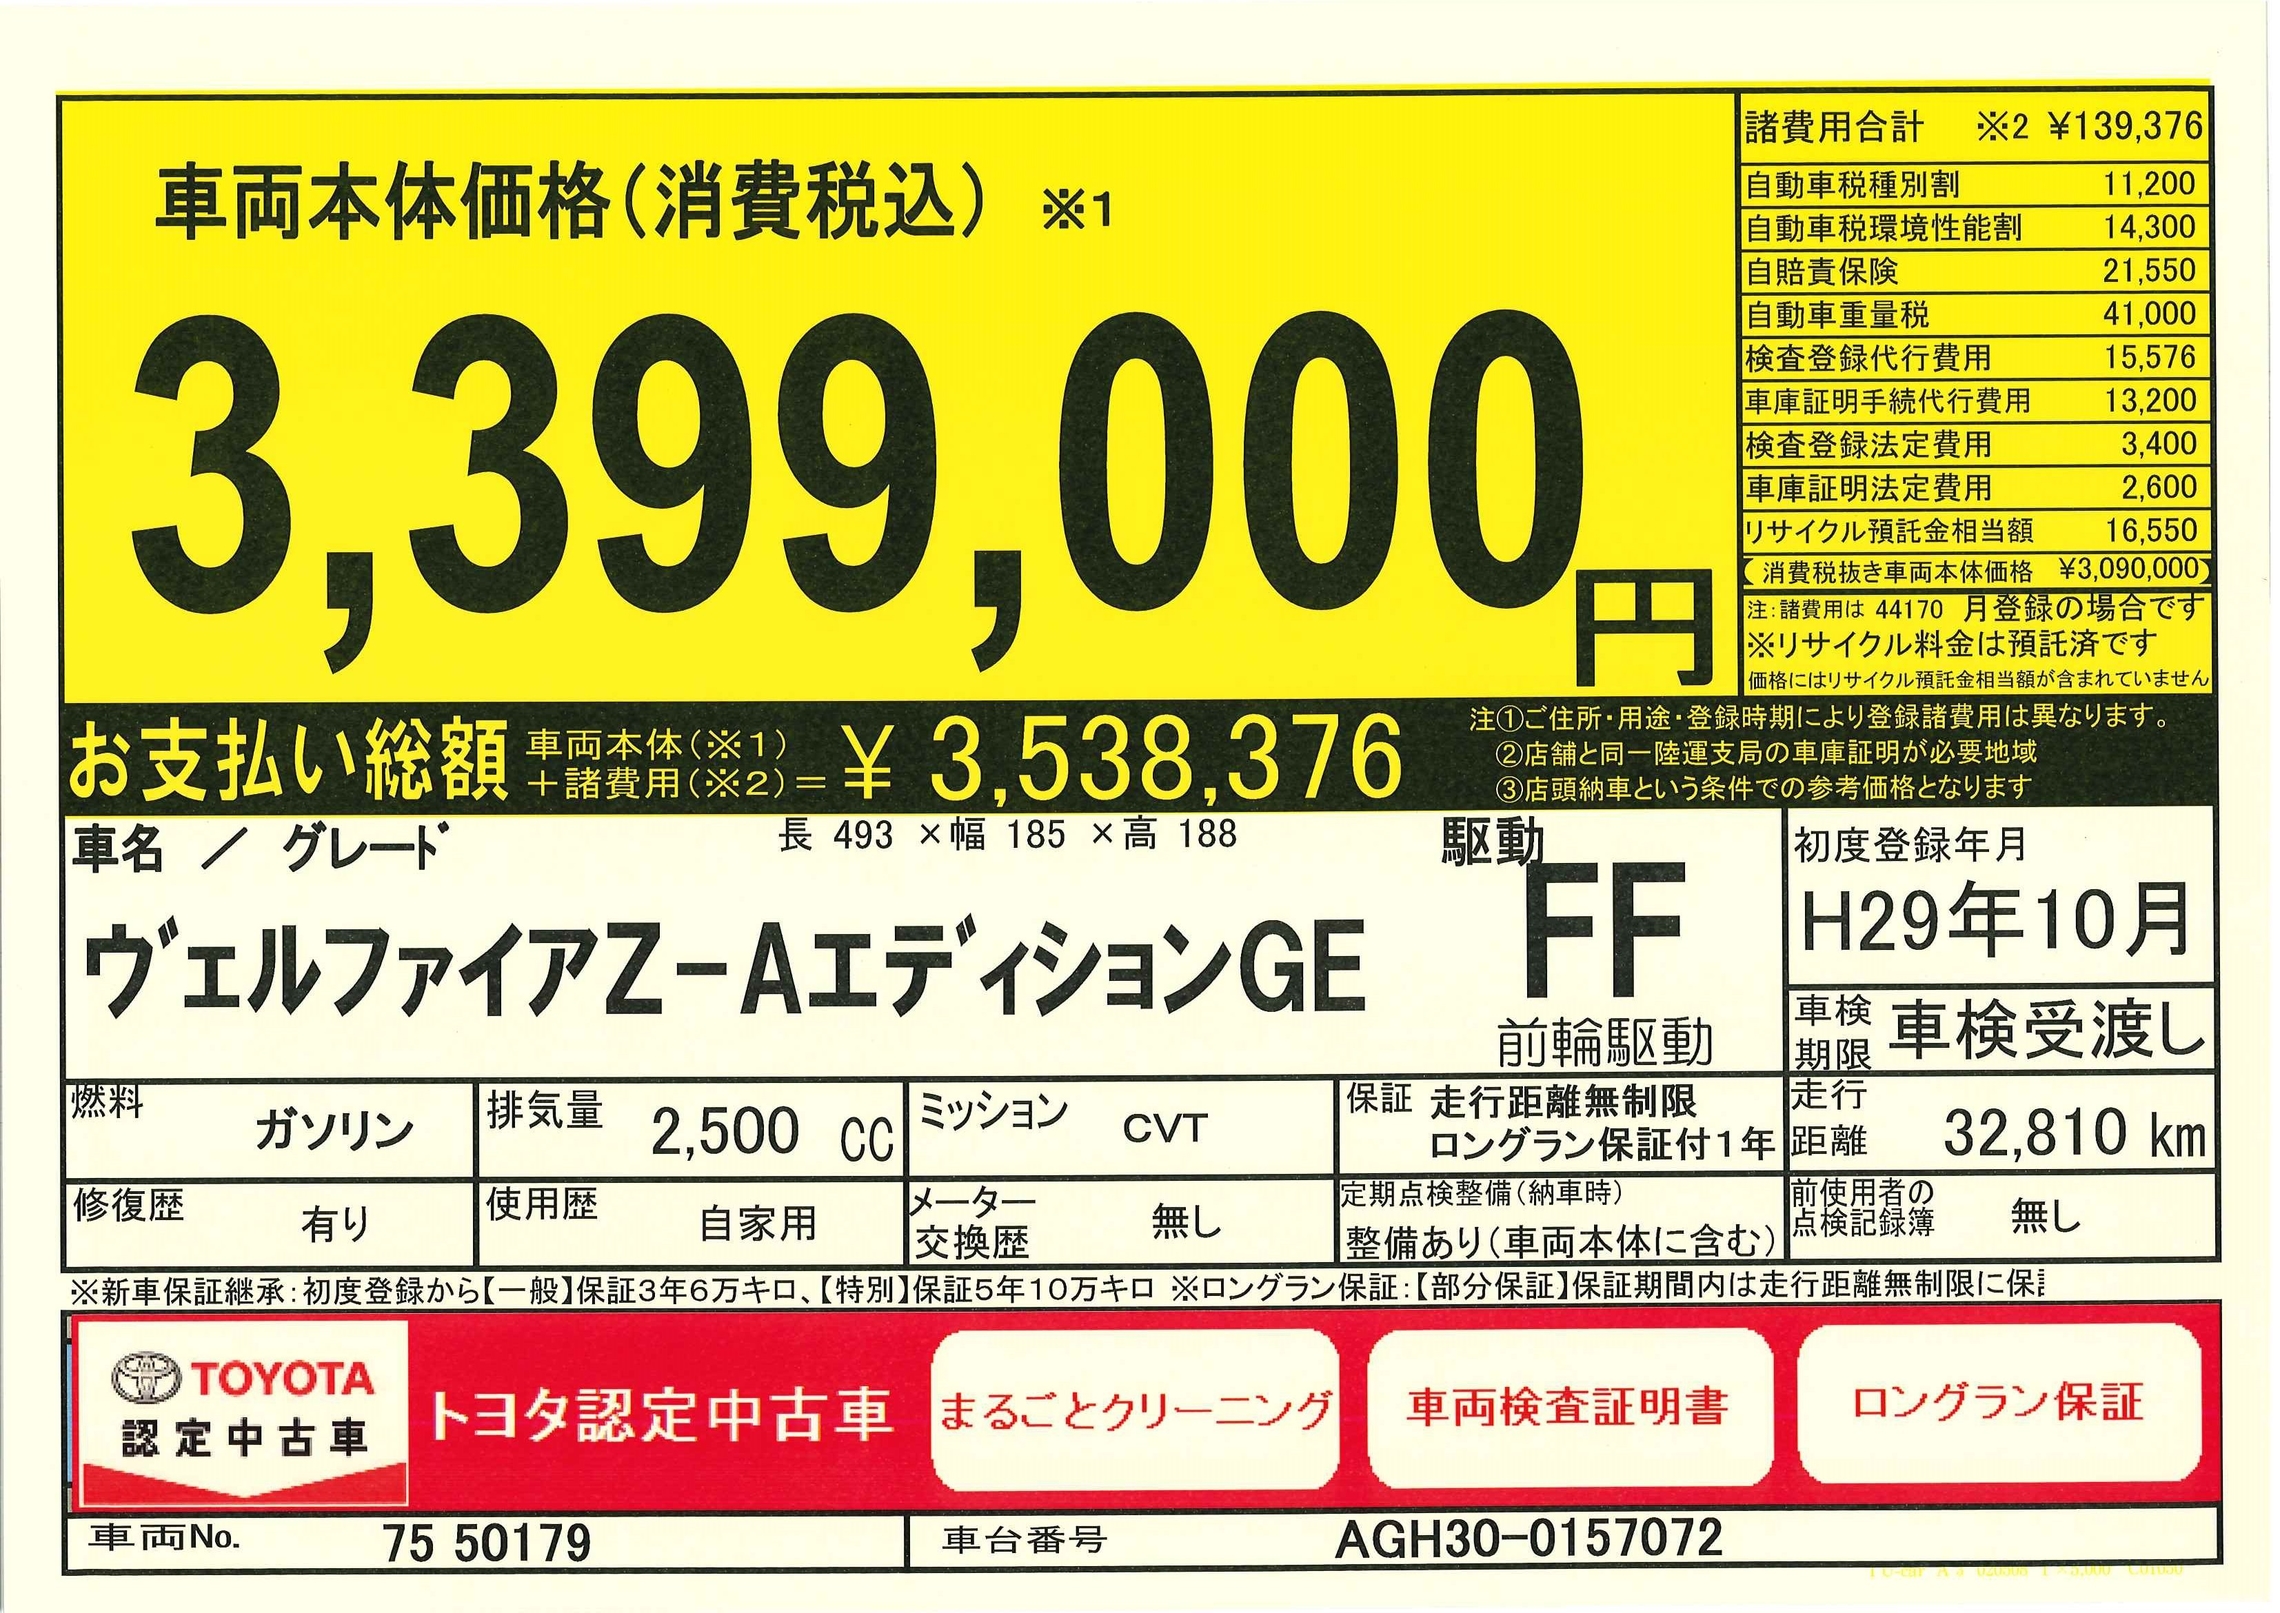 車両本体価格(消費税込) ※1
3,399,000円
諸費用合計 ※2 ¥139,376
自動車税種別割 11,200
自動車税環境性能割 14,300
自賠責保険 21,550
自動車重量税 41,000
検査登録代行費用 15,576
車庫証明手続代行費用 13,200
検査登録法定費用 3,400
車庫証明法定費用 2,600
リサイクル預託金相当額 16,550
( 消費税抜き車両本体価格 ¥3,090,000)
注:諸費用は 44170 月登録の場合です
※リサイクル料金は預託済です
価格にはリサイクル預託金相当額が含まれていません
お支払い総額 車両本体(※1)
+諸費用(※2)= ¥ 3,538,376
注①ご住所・用途・登録時期により登録諸費用は異なります。
②店舗と同一陸運支局の車庫証明が必要地域
③店頭納車という条件での参考価格となります
車名 / グレード 長 493 ×幅 185 ×高 188
ヴェルファイアZ-AエディションGE
駆動
FF
前輪駆動
初度登録年月
H29年10月
車検
期限 車検受渡し
燃料 ガソリン
排気量 2,500 CC
ミッション CVT
保証 走行距離無制限
ロングラン保証付1年
走行
距離 32,810 km
修復歴 有り
使用歴 自家用
メーター
交換歴 無し
定期点検整備(納車時)
整備あり(車両本体に含む)
前使用者の
点検記録簿 無し
※新車保証継承:初度登録から【一般】保証3年6万キロ、【特別】保証5年10万キロ ※ロングラン保証:【部分保証】保証期間内は走行距離無制限に保
TOYOTA
認定中古車
トヨタ認定中古車
まるごとクリーニング
車両検査証明書
ロングラン保証
車両No. 75 50179
車台番号 AGH30-0157072